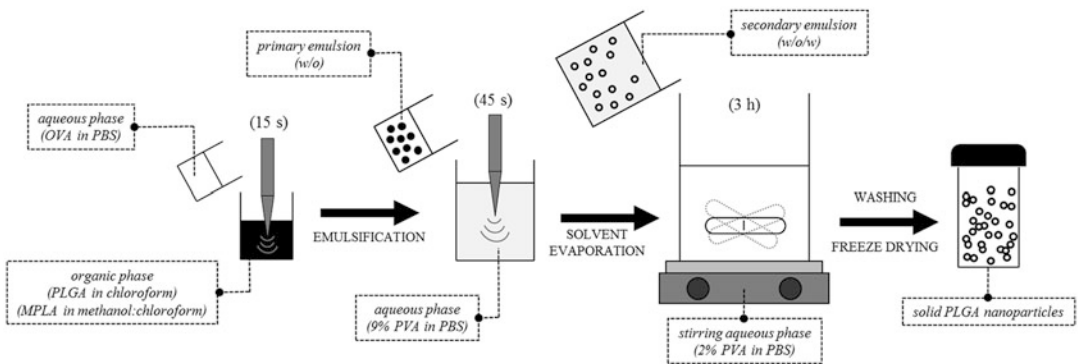 aqueous phase
(OVA in PBS)
(15 s)
organic phase
(PLGA in chloroform)
(MPLA in methanol:chloroform)
EMULSIFICATION
primary emulsion
(w/o)
(45 s)
aqueous phase
(9% PVA in PBS)
SOLVENT
EVAPORATION
secondary emulsion
(w/o/w)
(3 h)
stirring aqueous phase
(2% PVA in PBS)
WASHING
FREEZE DRYING
solid PLGA nanoparticles